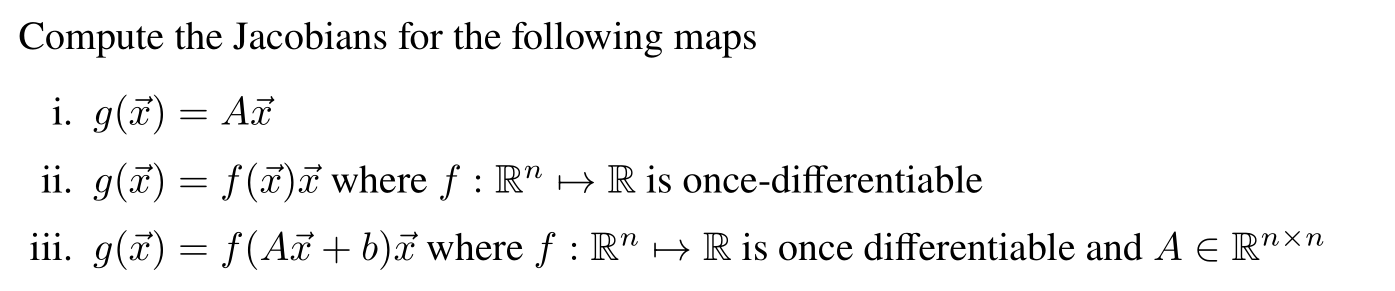 Compute the Jacobians for the following maps
i. $g(\vec{x}) = A\vec{x}$
ii. $g(\vec{x}) = f(\vec{x})\vec{x}$ where $f : \mathbb{R}^n \mapsto \mathbb{R}$ is once-differentiable
iii. $g(\vec{x}) = f(A\vec{x} + b)\vec{x}$ where $f : \mathbb{R}^n \mapsto \mathbb{R}$ is once differentiable and $A \in \mathbb{R}^{n \times n}$